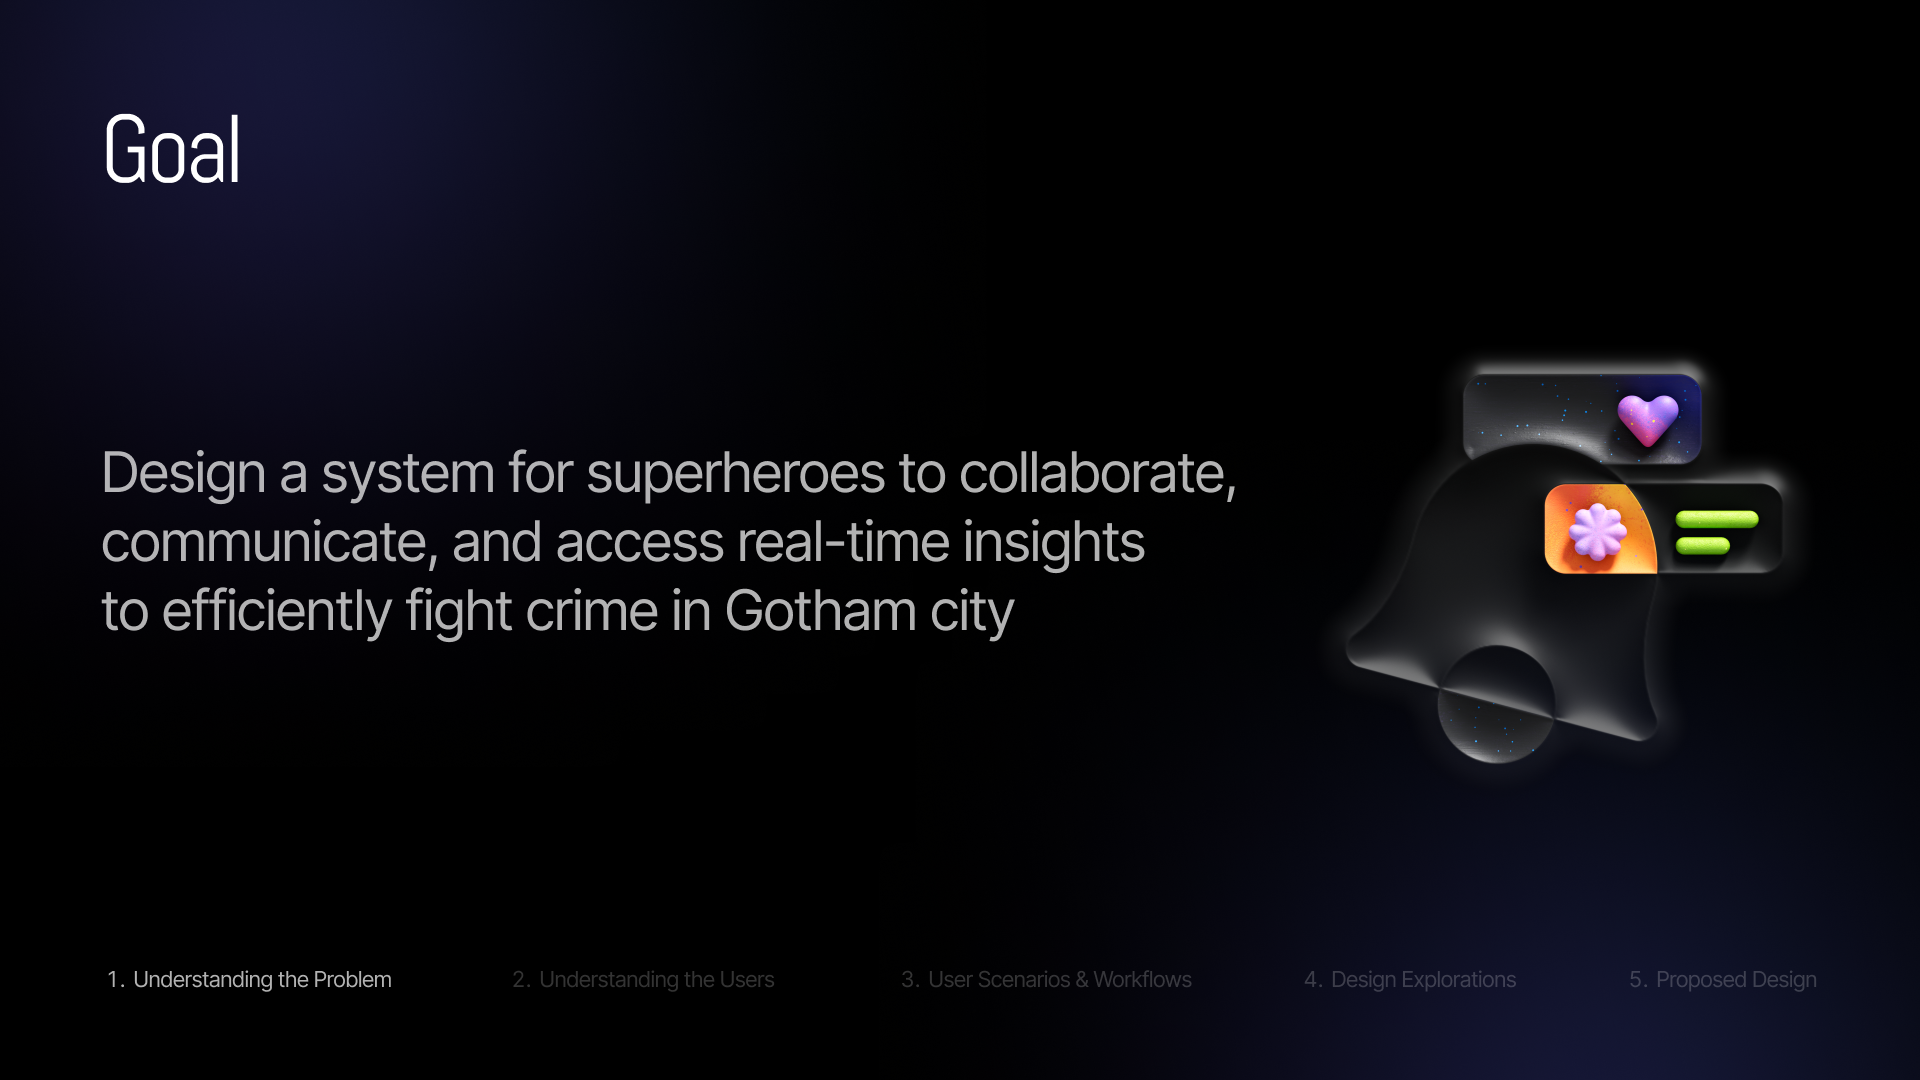 Goal
Design a system for superheroes to collaborate,
communicate, and access real-time insights
to efficiently fight crime in Gotham city
1. Understanding the Problem
2. Understanding the Users
3. User Scenarios & Workflows
4. Design Explorations
5. Proposed Design